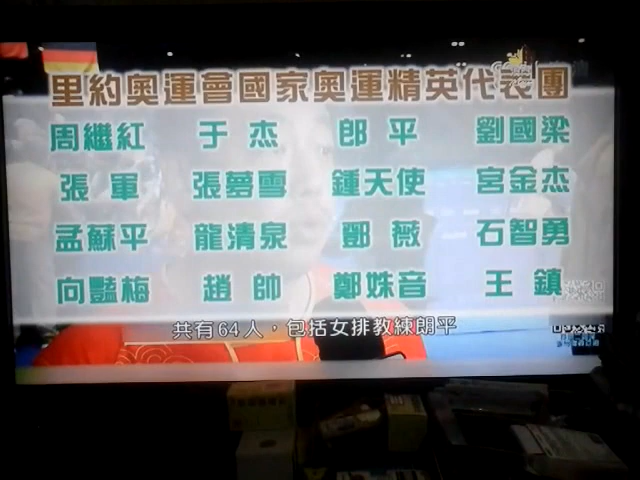 里約奧運會國家奧運精英代表團
周繼紅 于杰 郎平 劉國梁
張軍 張夢雪 鍾天使 宮金杰
孟蘇平 龍清泉 鄧薇 石智勇
向豔梅 趙帥 鄭姝音 王鎮
共有64人，包括女排教練朗平